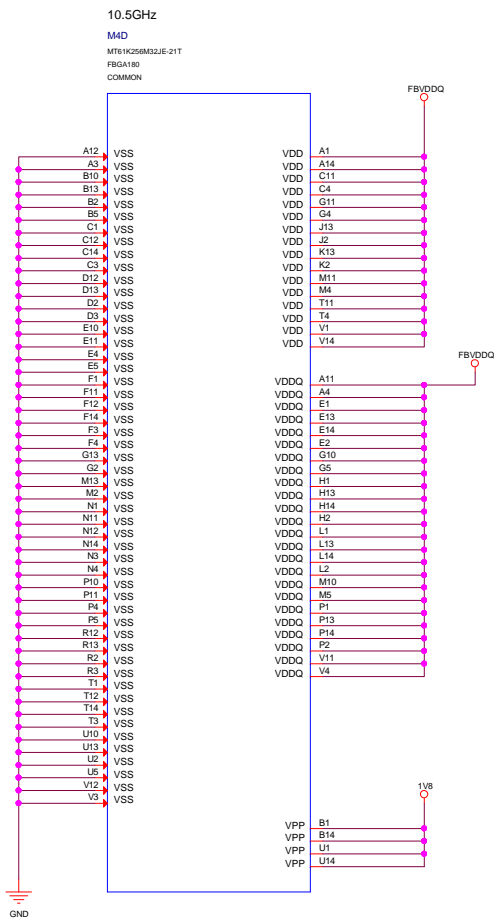 10.5GHz
M4D
MT61K256M32JE-21T
FBGA180
COMMON
FBVDDQ
A12 VSS VDD A1
A3 VSS VDD A14
B10 VSS VDD C11
B13 VSS VDD C4
B2 VSS VDD G11
B5 VSS VDD G4
C1 VSS VDD J13
C12 VSS VDD J2
C14 VSS VDD K13
C3 VSS VDD K2
D12 VSS VDD M11
D13 VSS VDD M4
D2 VSS VDD T11
D3 VSS VDD T4
E10 VSS VDD V1
E11 VSS VDD V14
E4 VSS
FBVDDQ
E5 VSS
F1 VSS VDDQ A11
F11 VSS VDDQ A4
F12 VSS VDDQ E1
F14 VSS VDDQ E13
F3 VSS VDDQ E14
F4 VSS VDDQ E2
G13 VSS VDDQ G10
G2 VSS VDDQ G5
M13 VSS VDDQ H1
M2 VSS VDDQ H13
N1 VSS VDDQ H14
N11 VSS VDDQ H2
N12 VSS VDDQ L1
N14 VSS VDDQ L13
N3 VSS VDDQ L14
N4 VSS VDDQ L2
P10 VSS VDDQ M10
P11 VSS VDDQ M5
P4 VSS VDDQ P1
P5 VSS VDDQ P13
R12 VSS VDDQ P14
R13 VSS VDDQ P2
R2 VSS VDDQ V11
R3 VSS VDDQ V4
T1 VSS
T12 VSS
T14 VSS
T3 VSS
U10 VSS
U13 VSS
U2 VSS
U5 VSS
V12 VSS
1V8
V3 VSS
VPP B1
VPP B14
VPP U1
VPP U14
GND